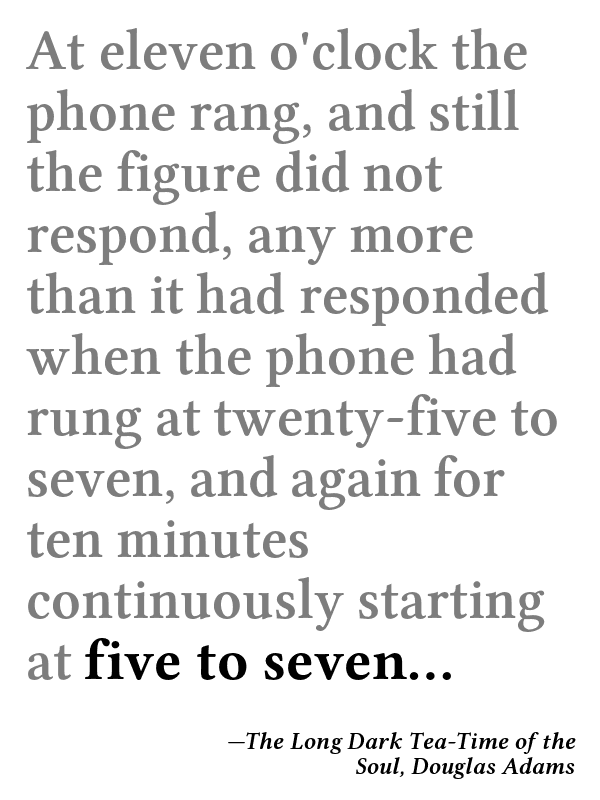 At eleven o'clock the
phone rang, and still
the figure did not
respond, any more
than it had responded
when the phone had
rung at twenty-five to
seven, and again for
ten minutes
continuously starting
at five to seven...
—The Long Dark Tea-Time of the
Soul, Douglas Adams